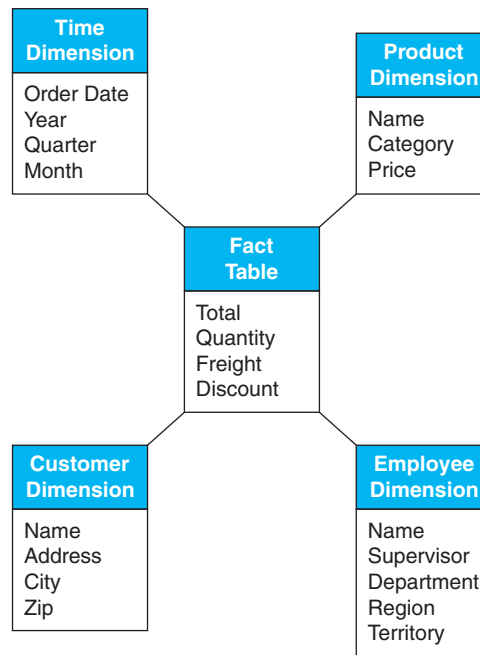 Time
Dimension
Order Date
Year
Quarter
Month
Product
Dimension
Name
Category
Price
Fact
Table
Total
Quantity
Freight
Discount
Customer
Dimension
Name
Address
City
Zip
Employee
Dimension
Name
Supervisor
Department
Region
Territory